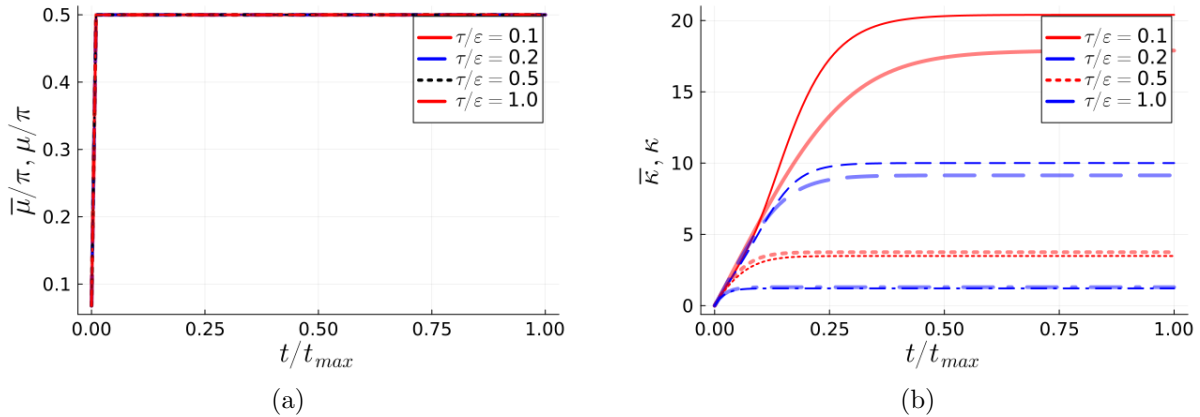 0.5
0.4
0.3
0.2
0.1
0.00
0.25
0.50
0.75
1.00
μ̅/π, μ/π
t/t_max
τ/ε = 0.1
τ/ε = 0.2
τ/ε = 0.5
τ/ε = 1.0
(a)
20
15
10
5
0
0.00
0.25
0.50
0.75
1.00
κ̅, κ
t/t_max
τ/ε = 0.1
τ/ε = 0.2
τ/ε = 0.5
τ/ε = 1.0
(b)